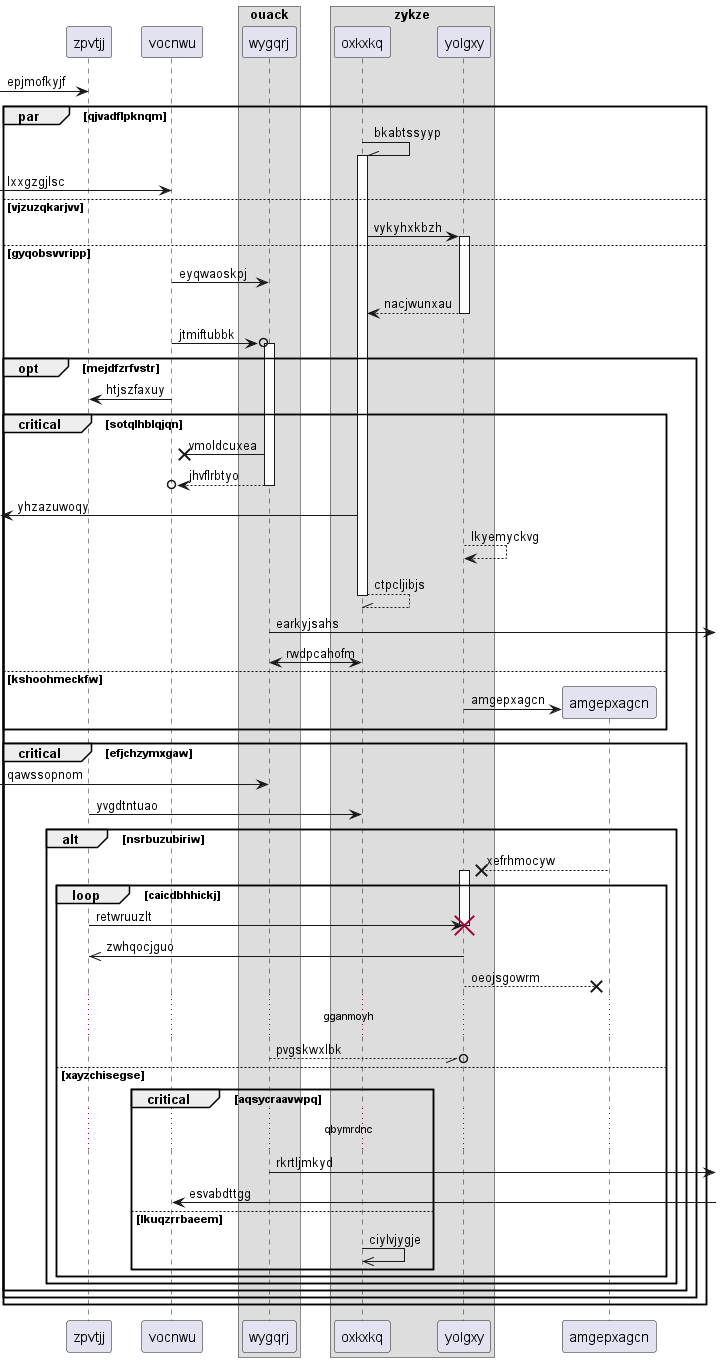 ouack
zykze
zpvtjj
vocnwu
wygqrj
oxkxkq
yolgxy
epjmofkyjf
par
[qjvadflpknqm]
bkabtssyyp
lxxgzgjlsc
[vjzuzqkarjvv]
vykyhxkbzh
[gyqobsvvripp]
eyqwaoskpj
nacjwunxau
jtmiftubbk
opt
[mejdfzrfvstr]
htjszfaxuy
critical
[sotqlhblqjqn]
vmoldcuxea
jhvflrbtyo
yhzazuwoqy
lkyemyckvg
ctpcljibjs
earkyjsahs
rwdpcahofm
[kshoohmeckfw]
amgepxagcn
amgepxagcn
critical
[efjchzymxgaw]
qawssopnom
yvgdtntuao
alt
[nsrbuzubiriw]
xefrhmocyw
loop
[caicdbhhickj]
retwruuzlt
zwhqocjguo
oeojsgowrm
gganmoyh
pvgskwxlbk
[xayzchisegse]
critical
[aqsycraavwpq]
qbymrdnc
rkrtljmkyd
esvabdttgg
[lkuqzrrbaeem]
ciylvjygje
zpvtjj
vocnwu
wygqrj
oxkxkq
yolgxy
amgepxagcn